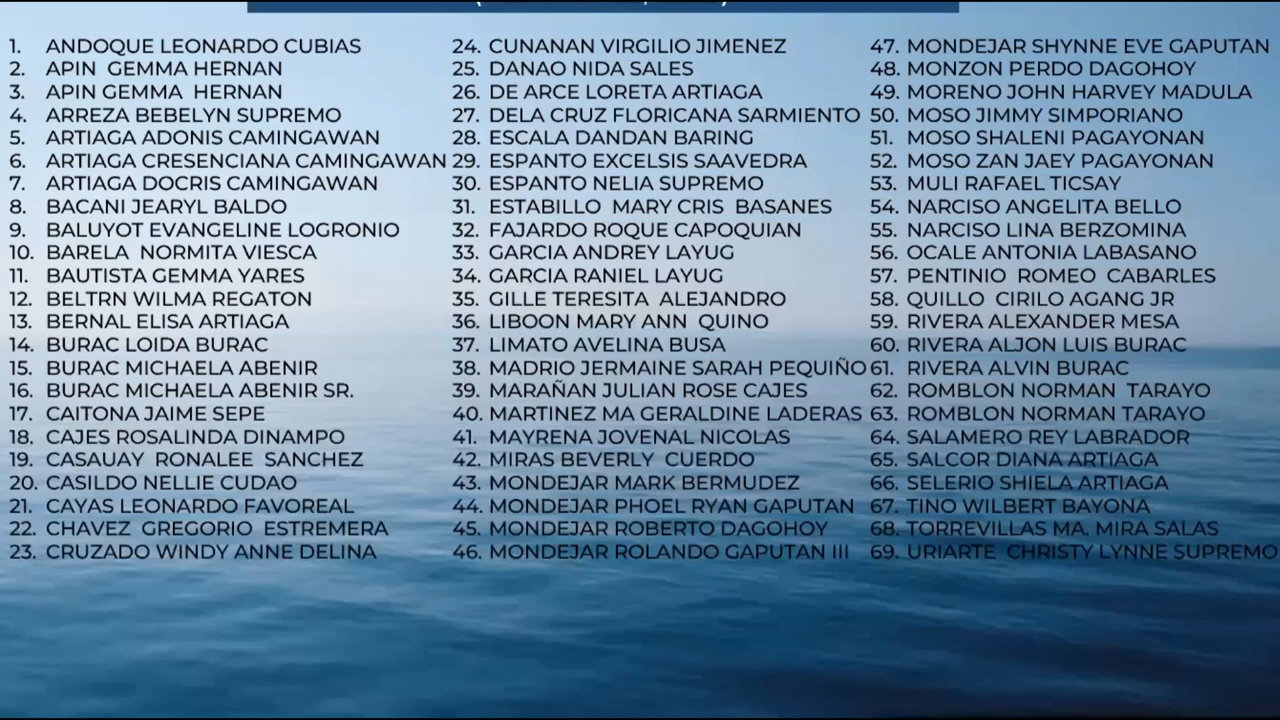 1. ANDOQUE LEONARDO CUBIAS
2. APIN GEMMA HERNAN
3. APIN GEMMA HERNAN
4. ARREZA BEBELYN SUPREMO
5. ARTIAGA ADONIS CAMINGAWAN
6. ARTIAGA CRESENCIANA CAMINGAWAN
7. ARTIAGA DOCRIS CAMINGAWAN
8. BACANI JEARYL BALDO
9. BALUYOT EVANGELINE LOGRONIO
10. BARELA NORMITA VIESCA
11. BAUTISTA GEMMA YARES
12. BELTRN WILMA REGATON
13. BERNAL ELISA ARTIAGA
14. BURAC LOIDA BURAC
15. BURAC MICHAELA ABENIR
16. BURAC MICHAELA ABENIR SR.
17. CAITONA JAIME SEPE
18. CAJES ROSALINDA DINAMPO
19. CASAUAY RONALEE SANCHEZ
20. CASILDO NELLIE CUDAO
21. CAYAS LEONARDO FAVOREAL
22. CHAVEZ GREGORIO ESTREMERA
23. CRUZADO WINDY ANNE DELINA
24. CUNANAN VIRGILIO JIMENEZ
25. DANAO NIDA SALES
26. DE ARCE LORETA ARTIAGA
27. DELA CRUZ FLORICANA SARMIENTO
28. ESCALA DANDAN BARING
29. ESPANTO EXCELSIS SAAVEDRA
30. ESPANTO NELIA SUPREMO
31. ESTABILLO MARY CRIS BASANES
32. FAJARDO ROQUE CAPOQUIAN
33. GARCIA ANDREY LAYUG
34. GARCIA RANIEL LAYUG
35. GILLE TERESITA ALEJANDRO
36. LIBOON MARY ANN QUINO
37. LIMATO AVELINA BUSA
38. MADRIO JERMAINE SARAH PEQUIÑO
39. MARAÑAN JULIAN ROSE CAJES
40. MARTINEZ MA GERALDINE LADERAS
41. MAYRENA JOVENAL NICOLAS
42. MIRAS BEVERLY CUERDO
43. MONDEJAR MARK BERMUDEZ
44. MONDEJAR PHOEL RYAN GAPUTAN
45. MONDEJAR ROBERTO DAGOHOY
46. MONDEJAR ROLANDO GAPUTAN III
47. MONDEJAR SHYNNE EVE GAPUTAN
48. MONZON PERDO DAGOHOY
49. MORENO JOHN HARVEY MADULA
50. MOSO JIMMY SIMPORIANO
51. MOSO SHALENI PAGAYONAN
52. MOSO ZAN JAEY PAGAYONAN
53. MULI RAFAEL TICSAY
54. NARCISO ANGELITA BELLO
55. NARCISO LINA BERZOMINA
56. OCALE ANTONIA LABASANO
57. PENTINIO ROMEO CABARLES
58. QUILLO CIRILO AGANG JR
59. RIVERA ALEXANDER MESA
60. RIVERA ALJON LUIS BURAC
61. RIVERA ALVIN BURAC
62. ROMBLON NORMAN TARAYO
63. ROMBLON NORMAN TARAYO
64. SALAMERO REY LABRADOR
65. SALCOR DIANA ARTIAGA
66. SELERIO SHIELA ARTIAGA
67. TINO WILBERT BAYONA
68. TORREVILLAS MA. MIRA SALAS
69. URIARTE CHRISTY LYNNE SUPREMO